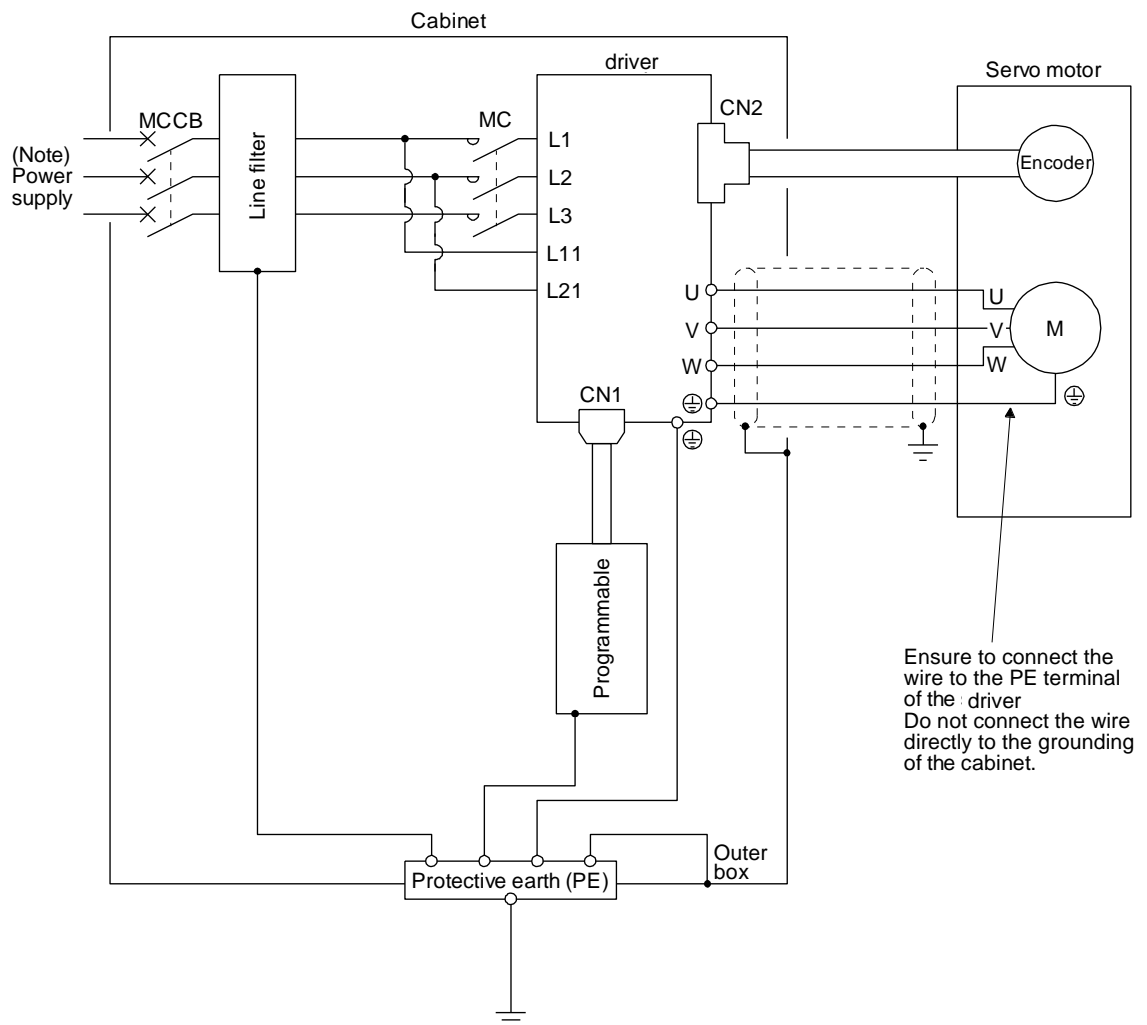 Cabinet
driver
Servo motor
MCCB
MC
CN2
(Note)
Power
supply
Line filter
L1
L2
L3
L11
L21
Encoder
U
V
W
U
V
W
M
CN1
Programmable
Ensure to connect the
wire to the PE terminal
of the : driver
Do not connect the wire
directly to the grounding
of the cabinet.
Outer
box
Protective earth (PE)